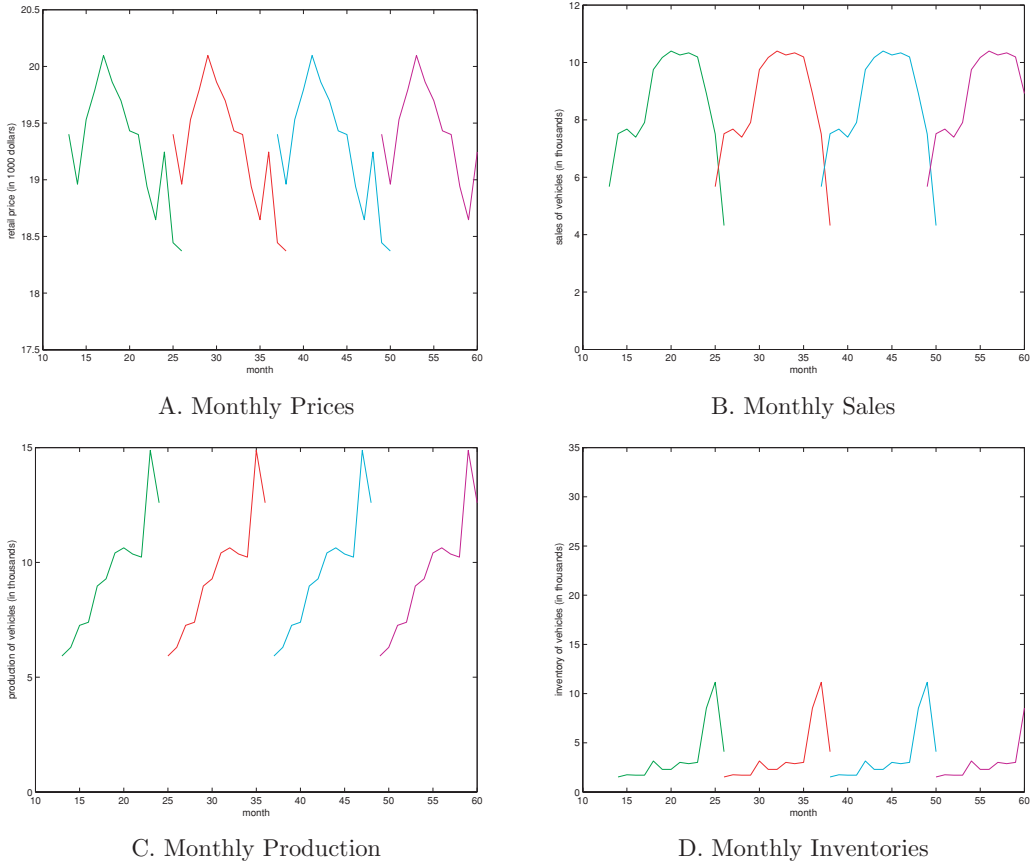 20.5
20
19.5
19
18.5
18
17.5
retail price (in 1000 dollars)
10 15 20 25 30 35 40 45 50 55 60
month
A. Monthly Prices
12
10
8
6
4
2
0
sales of vehicles (in thousands)
10 15 20 25 30 35 40 45 50 55 60
month
B. Monthly Sales
15
10
5
0
production of vehicles (in thousands)
10 15 20 25 30 35 40 45 50 55 60
month
C. Monthly Production
35
30
25
20
15
10
5
0
inventory of vehicles (in thousands)
10 15 20 25 30 35 40 45 50 55 60
month
D. Monthly Inventories